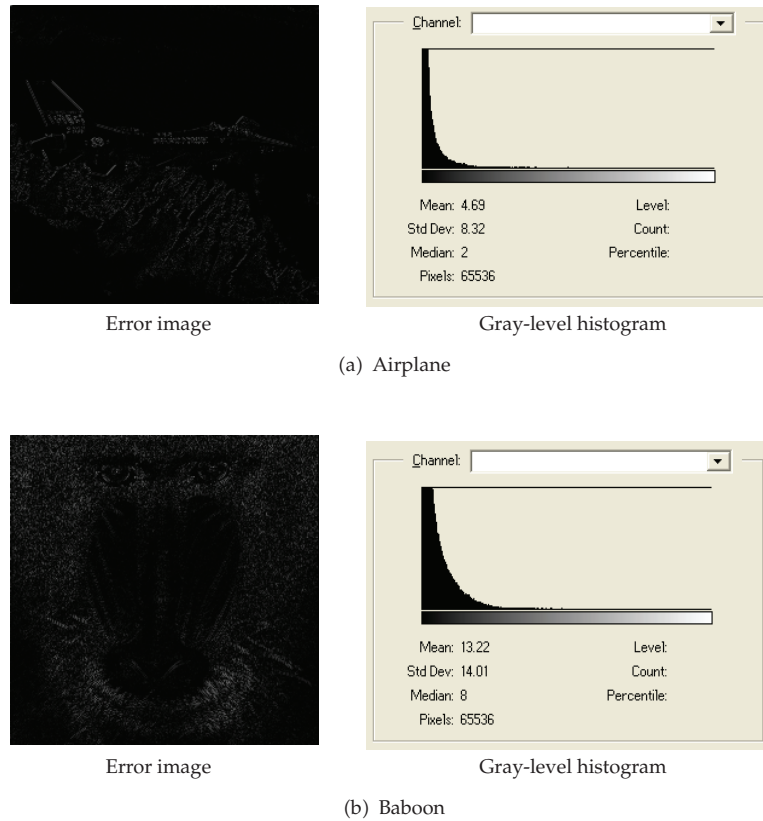 Channel:
Mean: 4.69 Level:
Std Dev: 8.32 Count:
Median: 2 Percentile:
Pixels: 65536
Error image Gray-level histogram
(a) Airplane
Channel:
Mean: 13.22 Level:
Std Dev: 14.01 Count:
Median: 8 Percentile:
Pixels: 65536
Error image Gray-level histogram
(b) Baboon